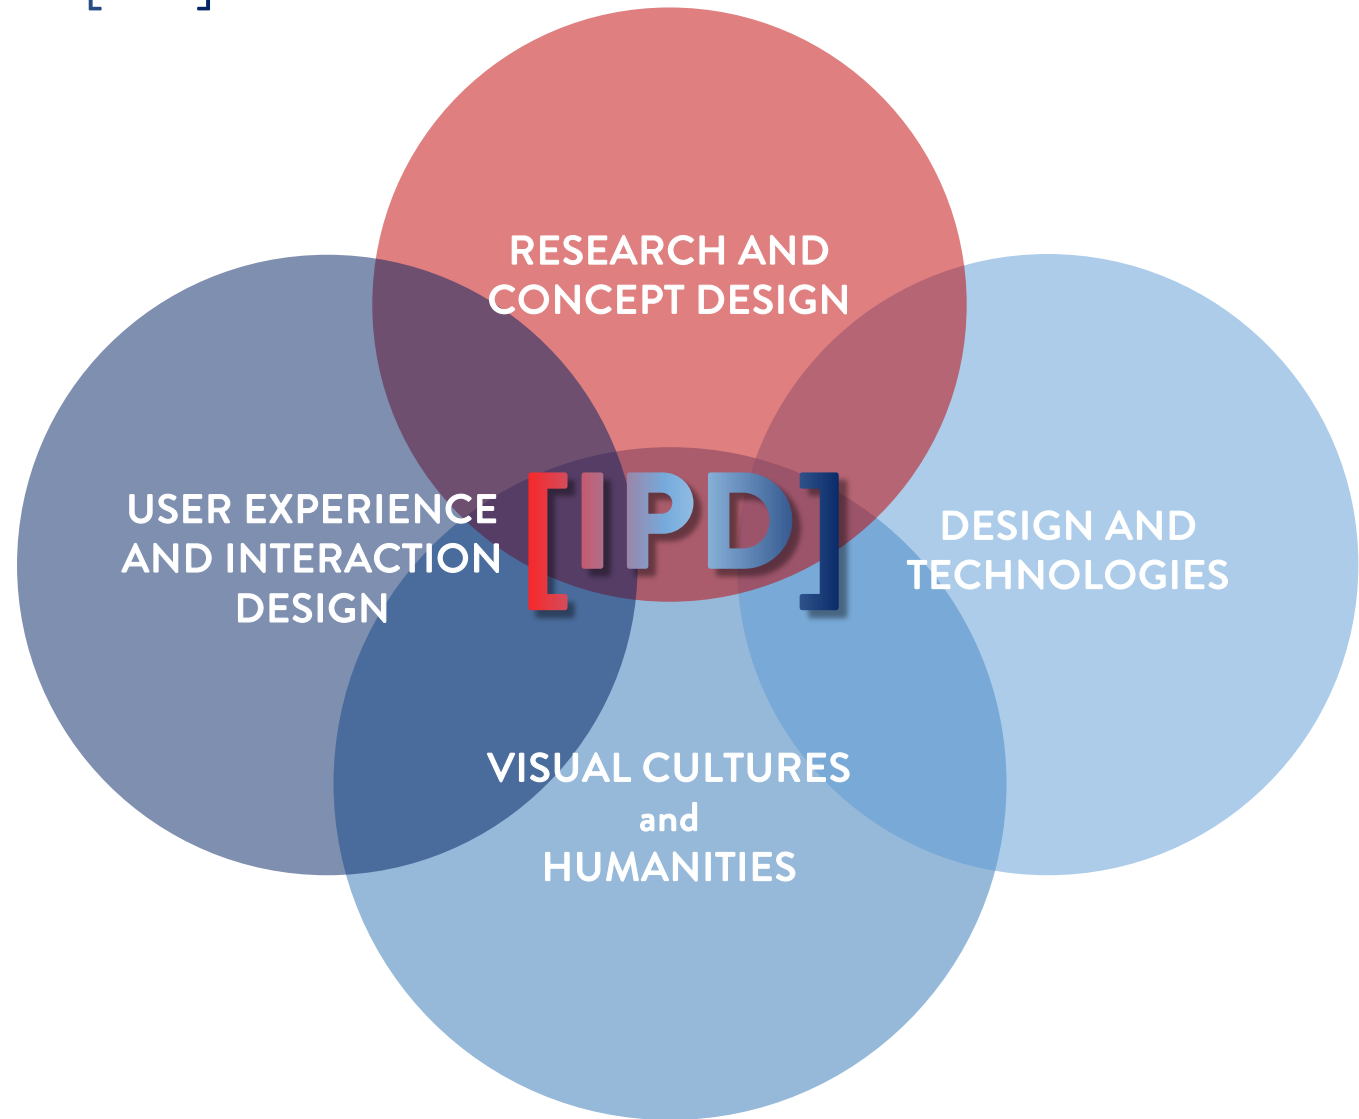 RESEARCH AND
CONCEPT DESIGN
USER EXPERIENCE
AND INTERACTION
DESIGN
[IPD]
DESIGN AND
TECHNOLOGIES
VISUAL CULTURES
and
HUMANITIES